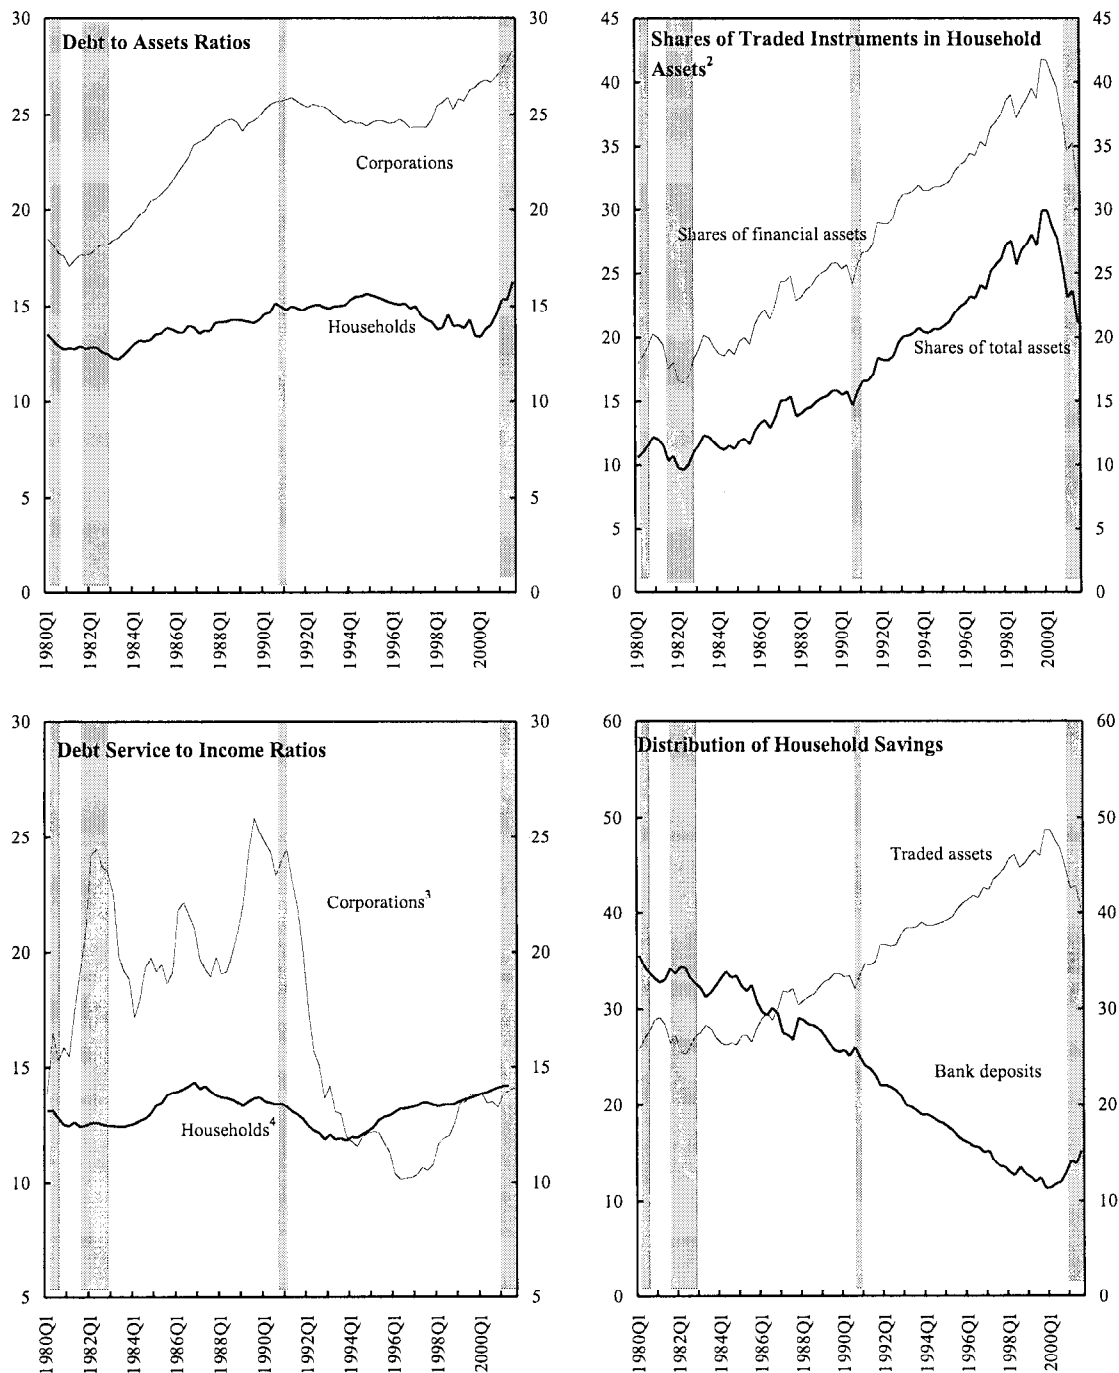 Debt to Assets Ratios
30
25
20
15
10
5
0
30
25
20
15
10
5
0
Corporations
Households
1980Q1
1982Q1
1984Q1
1986Q1
1988Q1
1990Q1
1992Q1
1994Q1
1996Q1
1998Q1
2000Q1
Shares of Traded Instruments in Household
Assets²
45
40
35
30
25
20
15
10
5
0
45
40
35
30
25
20
15
10
5
0
Shares of financial assets
Shares of total assets
1980Q1
1982Q1
1984Q1
1986Q1
1988Q1
1990Q1
1992Q1
1994Q1
1996Q1
1998Q1
2000Q1
Debt Service to Income Ratios
30
25
20
15
10
5
30
25
20
15
10
5
Corporations³
Households⁴
1980Q1
1982Q1
1984Q1
1986Q1
1988Q1
1990Q1
1992Q1
1994Q1
1996Q1
1998Q1
2000Q1
Distribution of Household Savings
60
50
40
30
20
10
0
60
50
40
30
20
10
0
Traded assets
Bank deposits
1980Q1
1982Q1
1984Q1
1986Q1
1988Q1
1990Q1
1992Q1
1994Q1
1996Q1
1998Q1
2000Q1